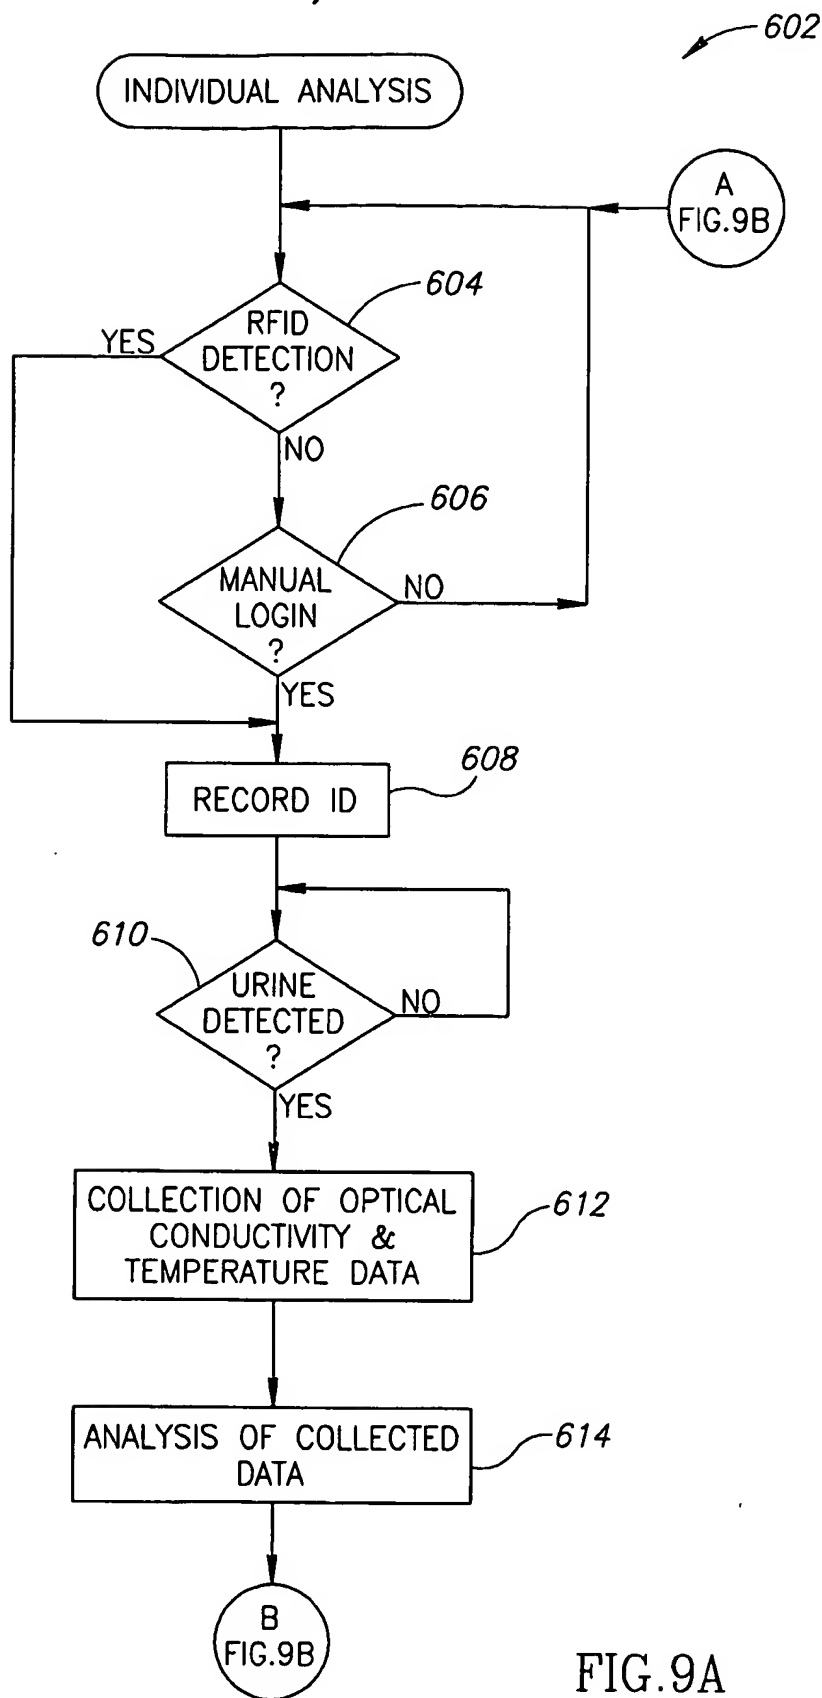 602
INDIVIDUAL ANALYSIS
A
FIG.9B
604
RFID
DETECTION
?
YES
NO
606
MANUAL
LOGIN
?
NO
YES
608
RECORD ID
610
URINE
DETECTED
?
NO
YES
COLLECTION OF OPTICAL
CONDUCTIVITY &
TEMPERATURE DATA
612
ANALYSIS OF COLLECTED
DATA
614
B
FIG.9B
FIG.9A